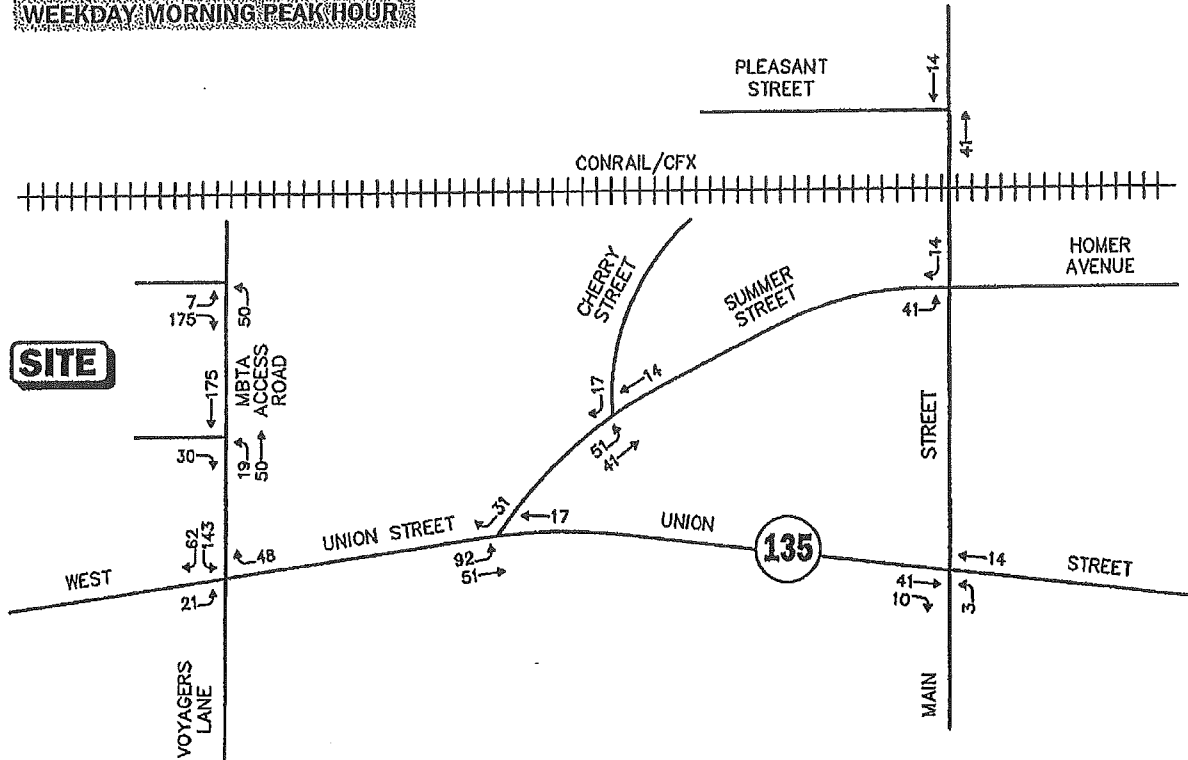 WEEKDAY MORNING PEAK HOUR
PLEASANT
STREET
14
41
CONRAIL/CFX
HOMER
AVENUE
14
41
CHERRY
STREET
SUMMER
STREET
7
175
50
SITE
175
MBTA
ACCESS
ROAD
17
14
51
41
STREET
30
19
50
31
17
UNION STREET
UNION
135
STREET
62
143
48
92
51
14
WEST
21
41
10
3
VOYAGERS
LANE
MAIN